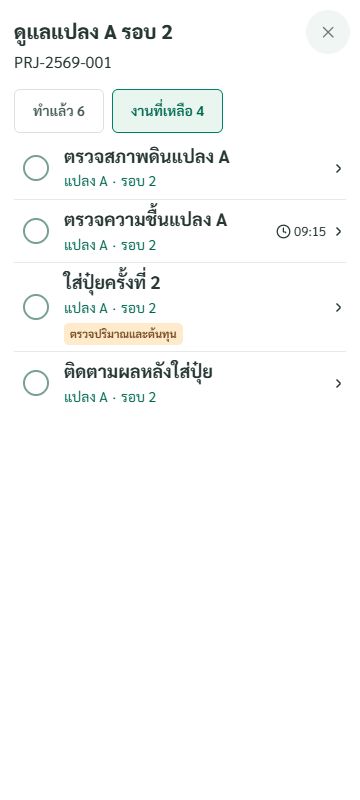 ดูแลแปลง A รอบ 2
PRJ-2569-001
ทำแล้ว 6
งานที่เหลือ 4
ตรวจสภาพดินแปลง A
แปลง A · รอบ 2
ตรวจความชื้นแปลง A
แปลง A · รอบ 2
09:15
ใส่ปุ๋ยครั้งที่ 2
แปลง A · รอบ 2
ตรวจปริมาณและต้นทุน
ติดตามผลหลังใส่ปุ๋ย
แปลง A · รอบ 2